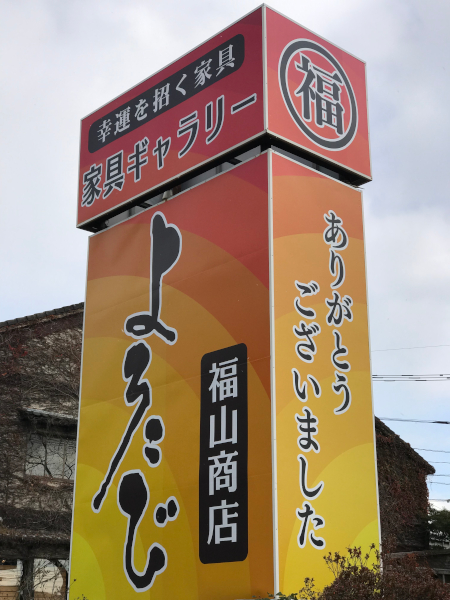 幸運を招く家具
家具ギャラリー
よろこび
福山商店
福
ありがとう
ございました